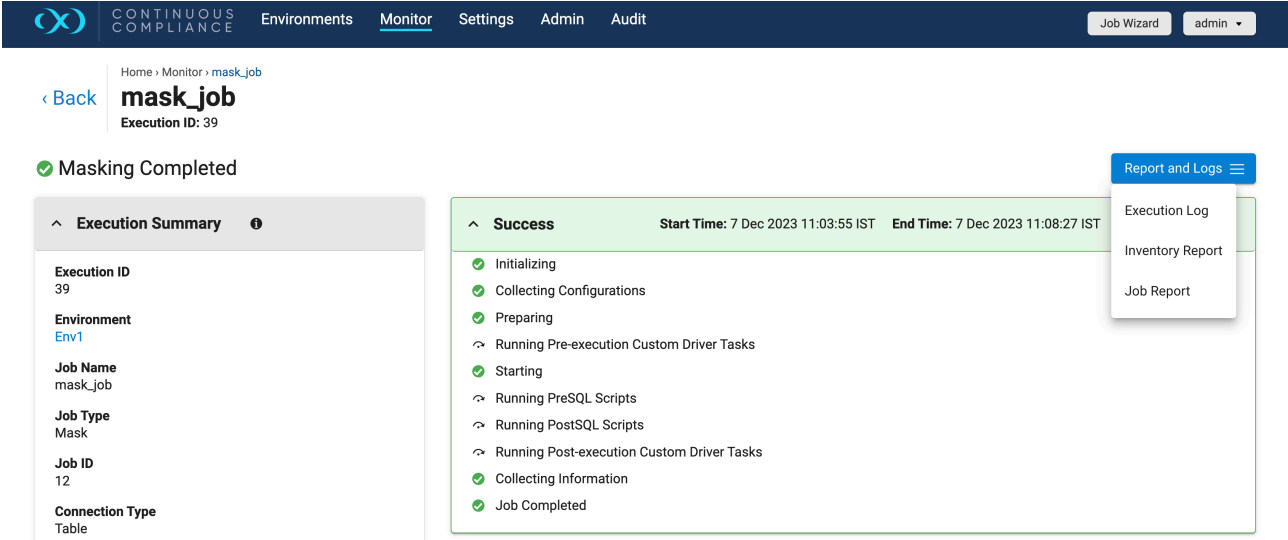 CONTINUOUS
COMPLIANCE
Environments Monitor Settings Admin Audit
Job Wizard admin
Home › Monitor › mask_job
‹ Back
mask_job
Execution ID: 39
Masking Completed
Report and Logs
Execution Log
Inventory Report
Job Report
Execution Summary
Execution ID
39
Environment
Env1
Job Name
mask_job
Job Type
Mask
Job ID
12
Connection Type
Table
Success Start Time: 7 Dec 2023 11:03:55 IST End Time: 7 Dec 2023 11:08:27 IST
Initializing
Collecting Configurations
Preparing
Running Pre-execution Custom Driver Tasks
Starting
Running PreSQL Scripts
Running PostSQL Scripts
Running Post-execution Custom Driver Tasks
Collecting Information
Job Completed